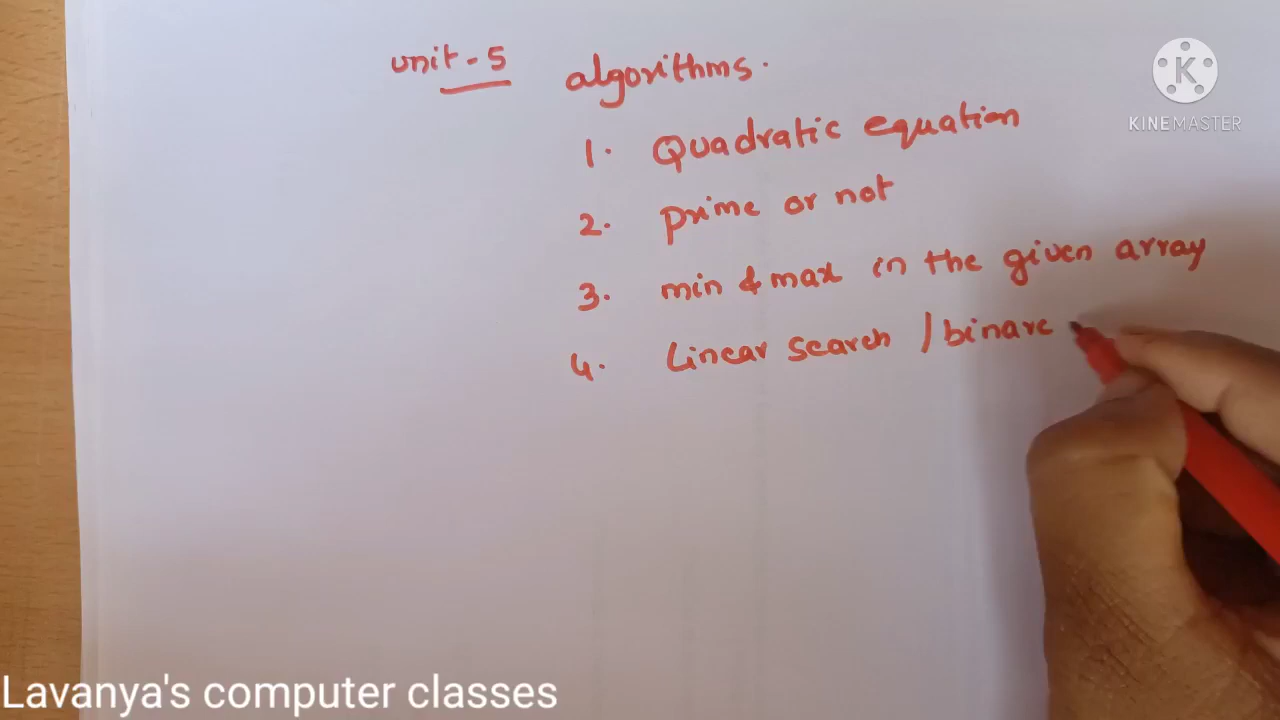 unit - 5 algorithms.
1. Quadratic equation
2. prime or not
3. min & max in the given array
4. Linear search / binare
KINEMASTER
Lavanya's computer classes